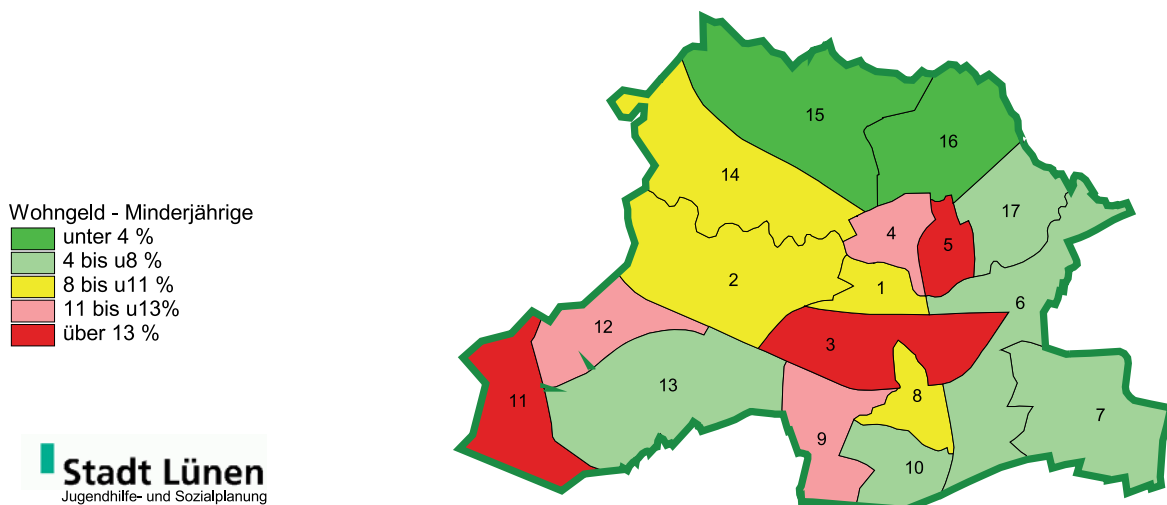 Wohngeld - Minderjährige
unter 4 %
4 bis u8 %
8 bis u11 %
11 bis u13%
über 13 %
15
16
14
17
4
5
2
1
6
12
3
13
8
11
7
9
10
Stadt Lünen
Jugendhilfe- und Sozialplanung